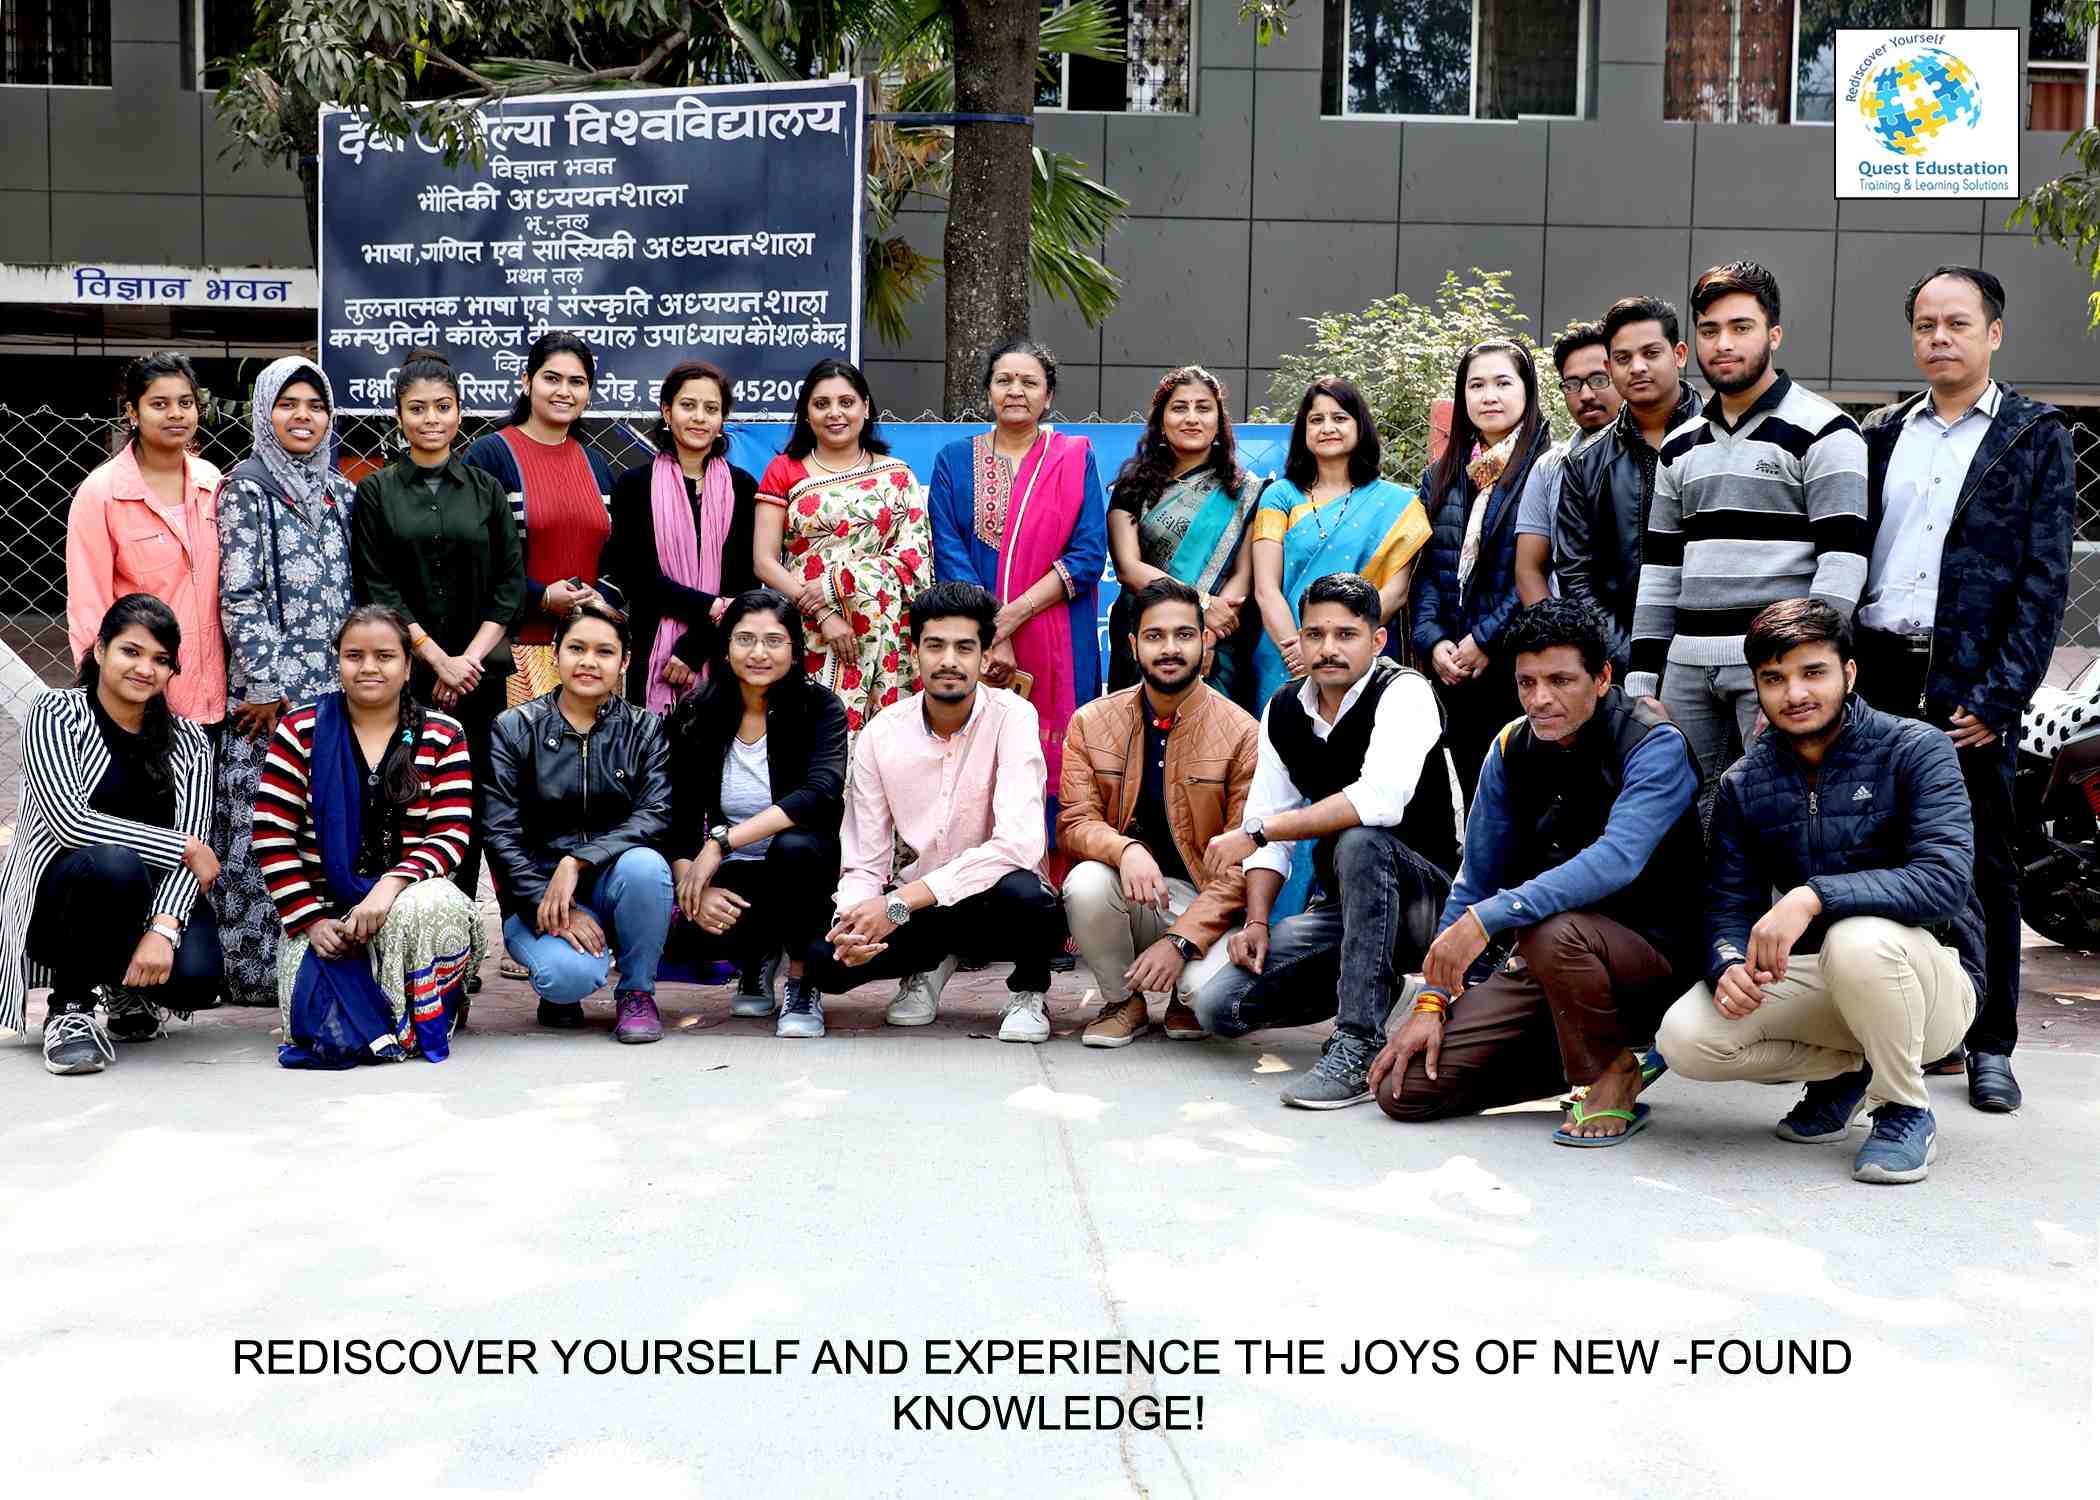 विश्वविद्यालय
विज्ञान भवन
भौतिकी अध्ययनशाला
भू-तल
भाषा,गणित एवं सांख्यिकी अध्ययनशाला
प्रथम तल
तुलनात्मक भाषा एवं संस्कृति अध्ययनशाला
कम्युनिटी कॉलेज उपाध्याय कौशल केन्द्र
विज्ञान भवन
Rediscover Yourself
Quest Edustation
Training & Learning Solutions
REDISCOVER YOURSELF AND EXPERIENCE THE JOYS OF NEW -FOUND
KNOWLEDGE!